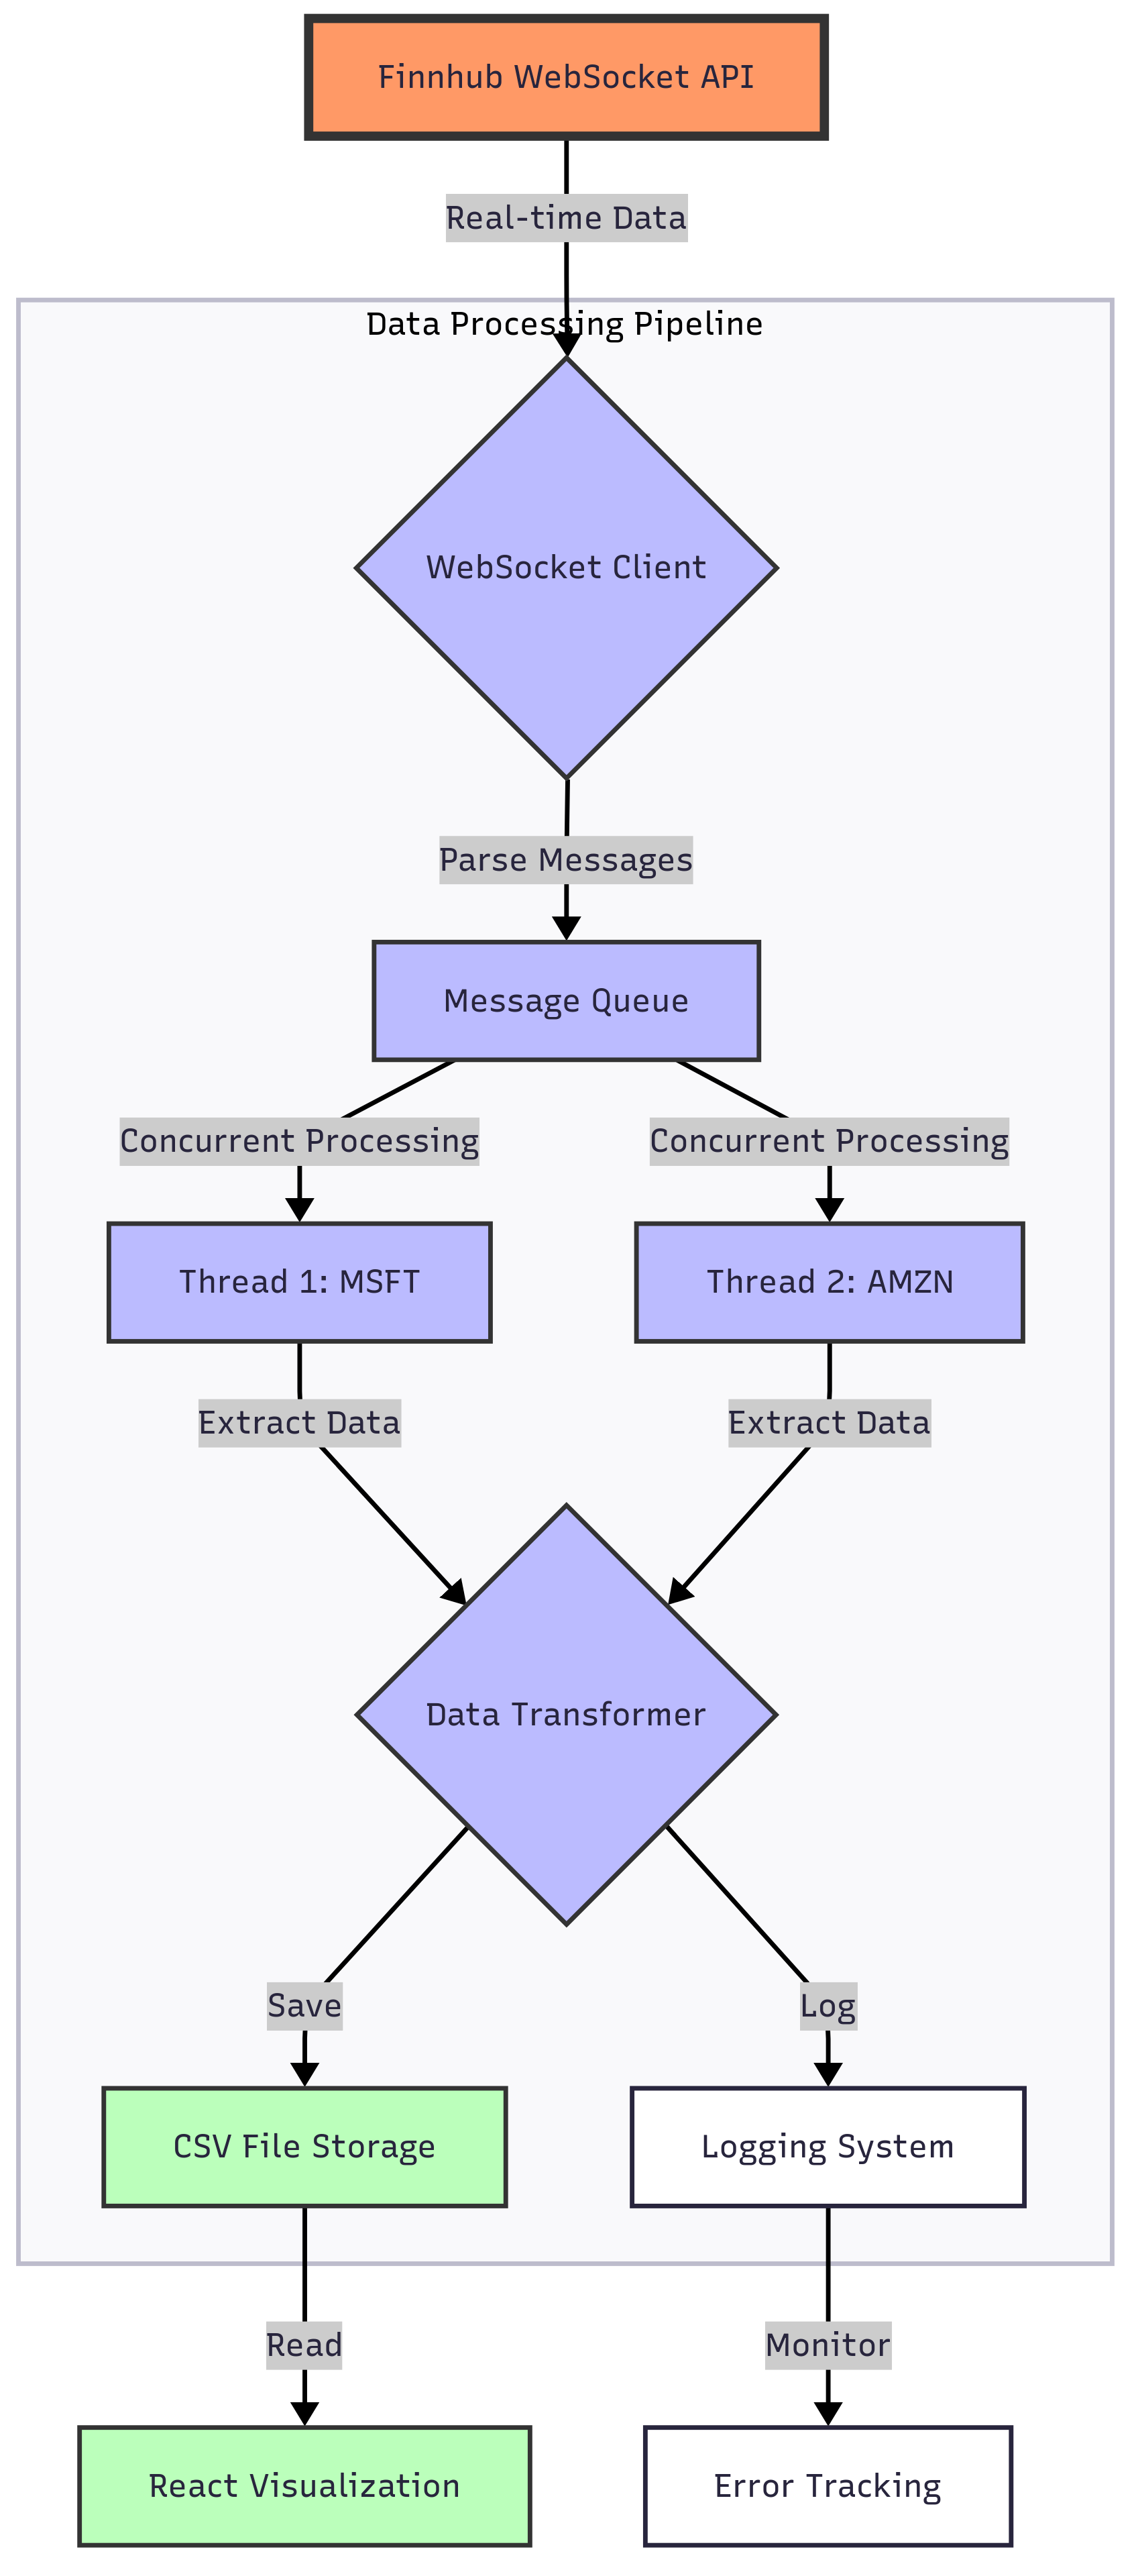 Finnhub WebSocket API
Real-time Data
Data Processing Pipeline
WebSocket Client
Parse Messages
Message Queue
Concurrent Processing
Concurrent Processing
Thread 1: MSFT
Thread 2: AMZN
Extract Data
Extract Data
Data Transformer
Save
Log
CSV File Storage
Logging System
Read
Monitor
React Visualization
Error Tracking